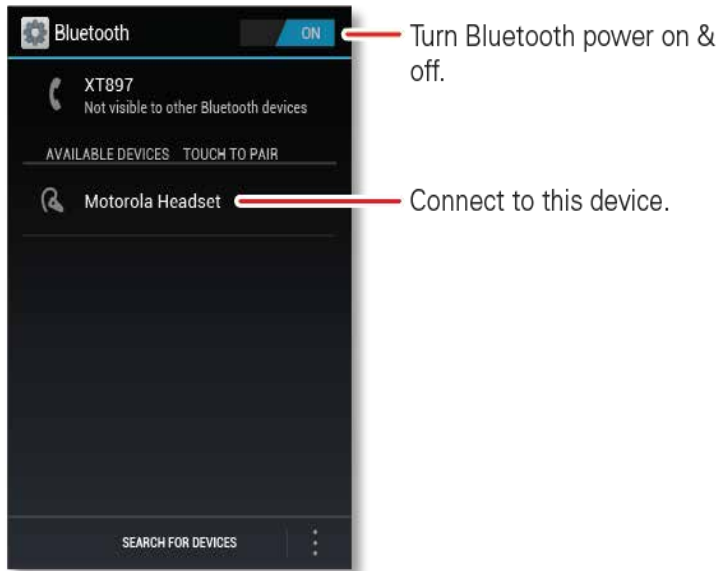 Bluetooth
ON
Turn Bluetooth power on &
off.
XT897
Not visible to other Bluetooth devices
AVAILABLE DEVICES TOUCH TO PAIR
Motorola Headset
Connect to this device.
SEARCH FOR DEVICES